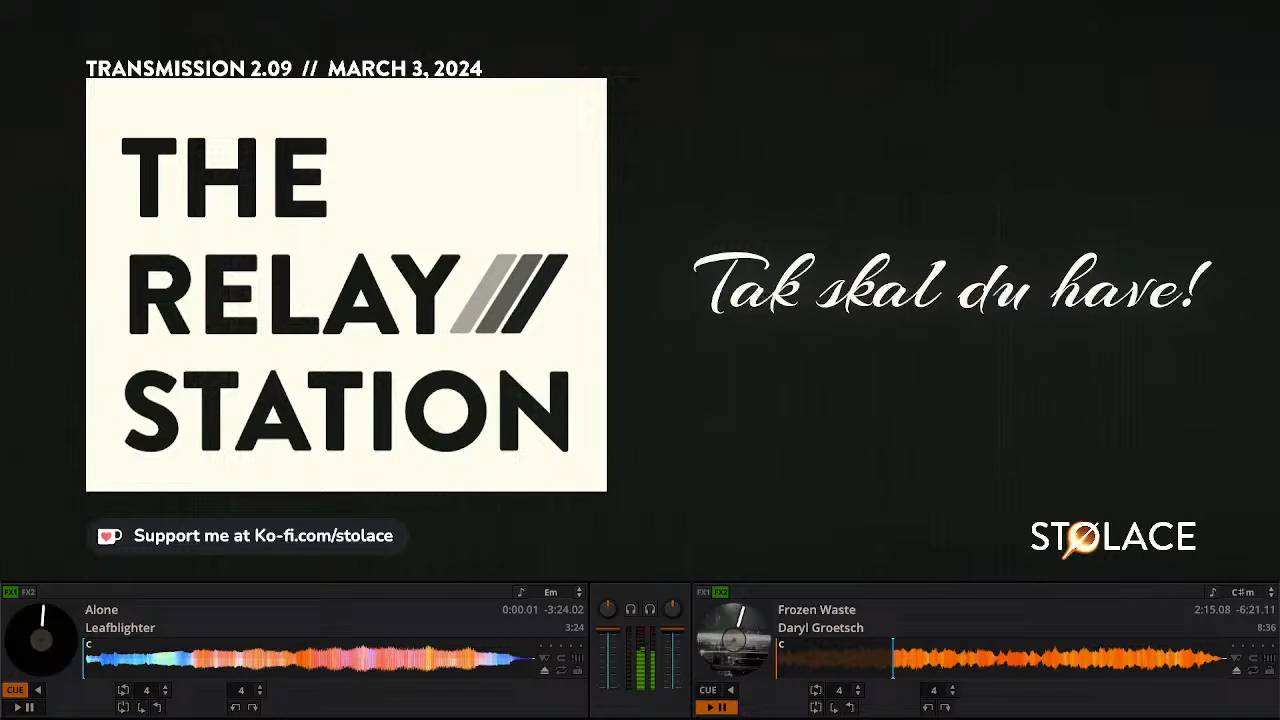 TRANSMISSION 2.09 // MARCH 3, 2024
THE
RELAY
STATION
Tak skal du have!
Support me at Ko-fi.com/stolace
STØLACE
FX1 FX2
Em
Alone
0:00.01 -3:24.02
Leafblighter
3:24
C
CUE
4
4
FX1 FX2
C#m
Frozen Waste
2:15.08 -6:21.11
Daryl Groetsch
8:36
C
CUE
4
4